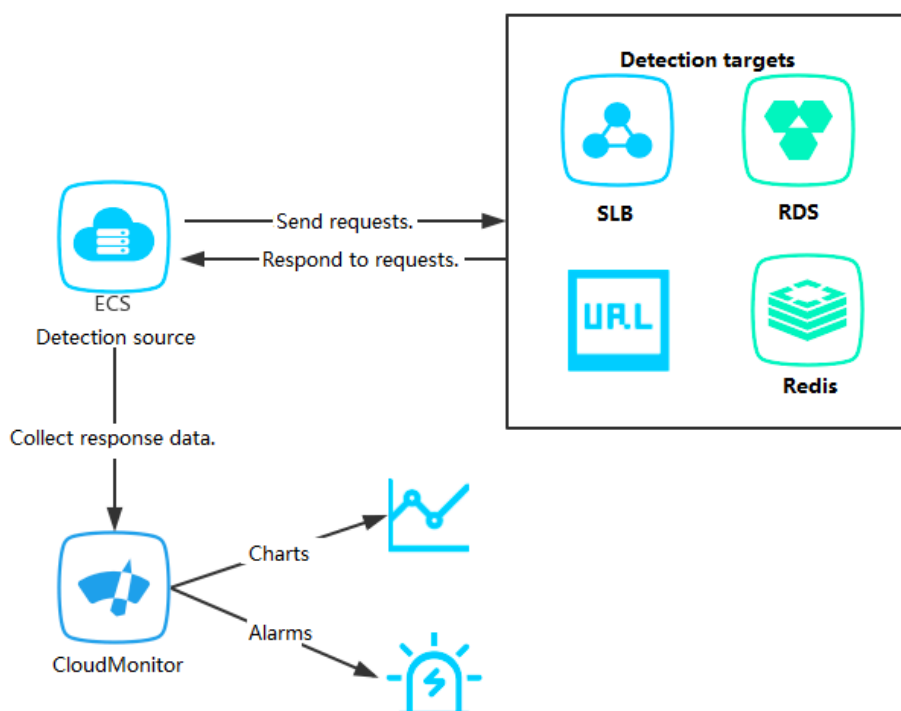 Detection targets
SLB
RDS
Send requests.
Respond to requests.
ECS
Detection source
URL
Redis
Collect response data.
Charts
Alarms
CloudMonitor